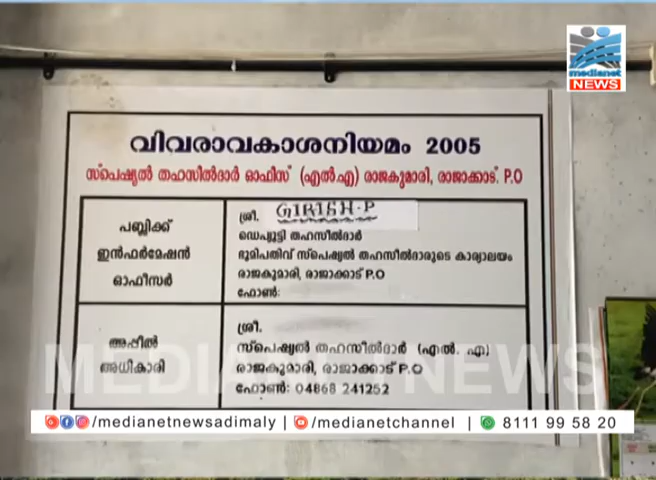 medianet
NEWS
വിവരാവകാശനിയമം 2005
സ്പെഷ്യൽ തഹസീൽദാർ ഓഫീസ് (എൽഎ) രാജകുമാരി, രാജാക്കാട്. P.O
പബ്ലിക്ക്
ഇൻഫർമേഷൻ
ഓഫീസർ
ശ്രീ. GIRISH.P
ഡെപ്യൂട്ടി തഹസീൽദാർ
ഭൂമിപതിവ് സ്പെഷ്യൽ തഹസീൽദാരുടെ കാര്യാലയം
രാജകുമാരി, രാജാക്കാട് P.O
ഫോൺ:
അപ്പീൽ
അധികാരി
ശ്രീ.
സ്പെഷ്യൽ തഹസീൽദാർ (എൽ. എ)
രാജകുമാരി, രാജാക്കാട് P.O
ഫോൺ: 04868 241252
MEDIANET NEWS
/medianetnewsadimaly | /medianetchannel | 8111 99 58 20